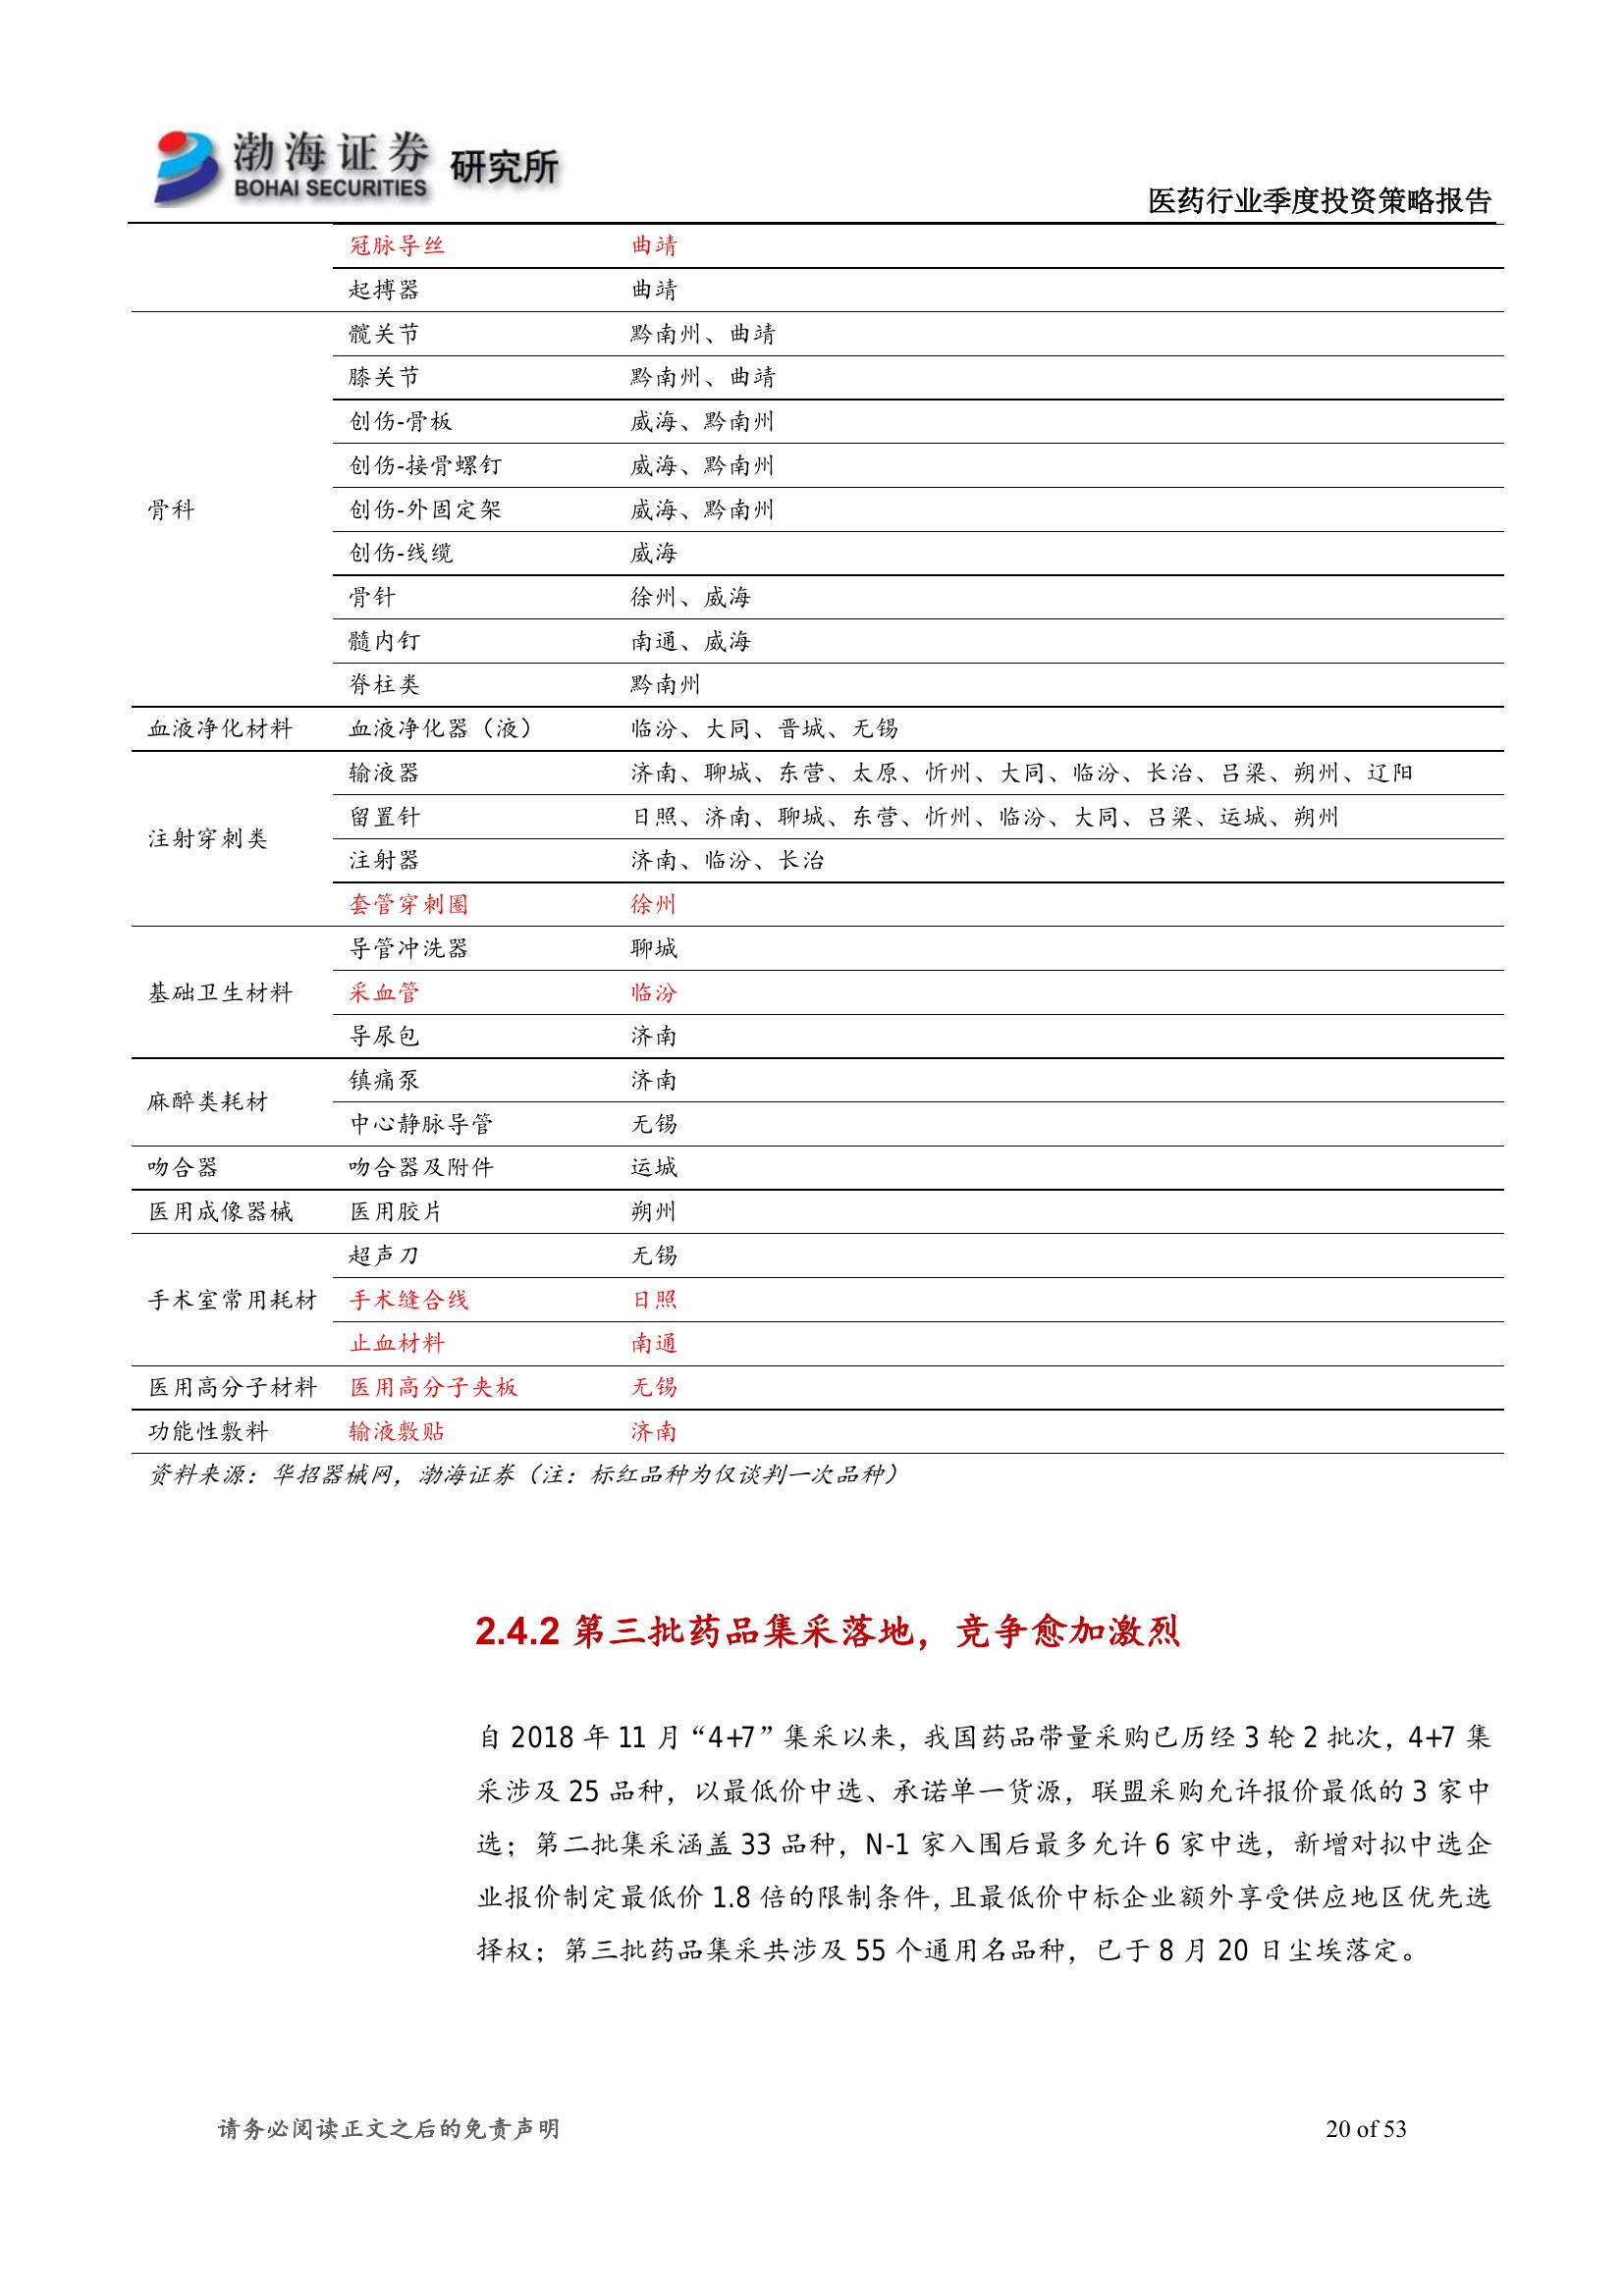 渤海证券 研究所
BOHAI SECURITIES
医药行业季度投资策略报告
冠脉导丝 曲靖
起搏器 曲靖
髋关节 黔南州、曲靖
膝关节 黔南州、曲靖
创伤-骨板 威海、黔南州
创伤-接骨螺钉 威海、黔南州
骨科 创伤-外固定架 威海、黔南州
创伤-线缆 威海
骨针 徐州、威海
髓内钉 南通、威海
脊柱类 黔南州
血液净化材料 血液净化器（液） 临汾、大同、晋城、无锡
输液器 济南、聊城、东营、太原、忻州、大同、临汾、长治、吕梁、朔州、辽阳
留置针 日照、济南、聊城、东营、忻州、临汾、大同、吕梁、运城、朔州
注射穿刺类
注射器 济南、临汾、长治
套管穿刺圈 徐州
导管冲洗器 聊城
基础卫生材料 采血管 临汾
导尿包 济南
镇痛泵 济南
麻醉类耗材
中心静脉导管 无锡
吻合器 吻合器及附件 运城
医用成像器械 医用胶片 朔州
超声刀 无锡
手术室常用耗材 手术缝合线 日照
止血材料 南通
医用高分子材料 医用高分子夹板 无锡
功能性敷料 输液敷贴 济南
资料来源：华招器械网，渤海证券（注：标红品种为仅谈判一次品种）
2.4.2 第三批药品集采落地，竞争愈加激烈
自 2018 年 11 月“4+7”集采以来，我国药品带量采购已历经 3 轮 2 批次，4+7 集
采涉及 25 品种，以最低价中选、承诺单一货源，联盟采购允许报价最低的 3 家中
选；第二批集采涵盖 33 品种，N-1 家入围后最多允许 6 家中选，新增对拟中选企
业报价制定最低价 1.8 倍的限制条件，且最低价中标企业额外享受供应地区优先选
择权；第三批药品集采共涉及 55 个通用名品种，已于 8 月 20 日尘埃落定。
请务必阅读正文之后的免责声明 20 of 53